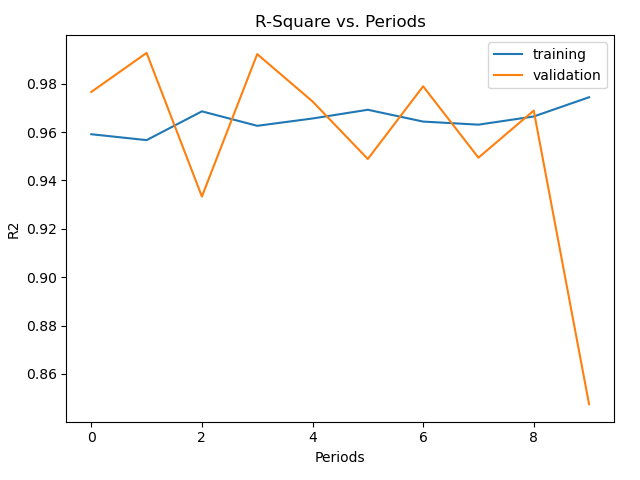 R-Square vs. Periods
training
validation
0.98
0.96
0.94
0.92
0.90
0.88
0.86
R2
0
2
4
6
8
Periods